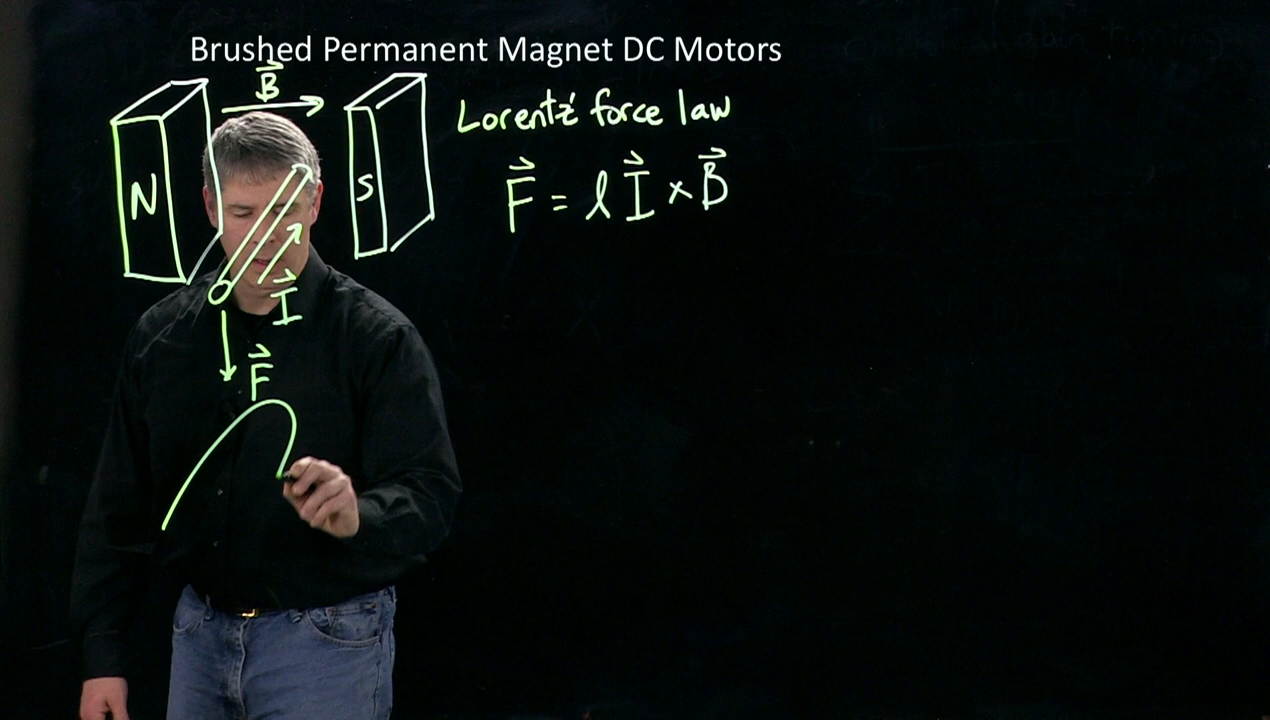 Brushed Permanent Magnet DC Motors
B⃗
Lorentz force law
N
S
F⃗ = l I⃗ × B⃗
I⃗
F⃗